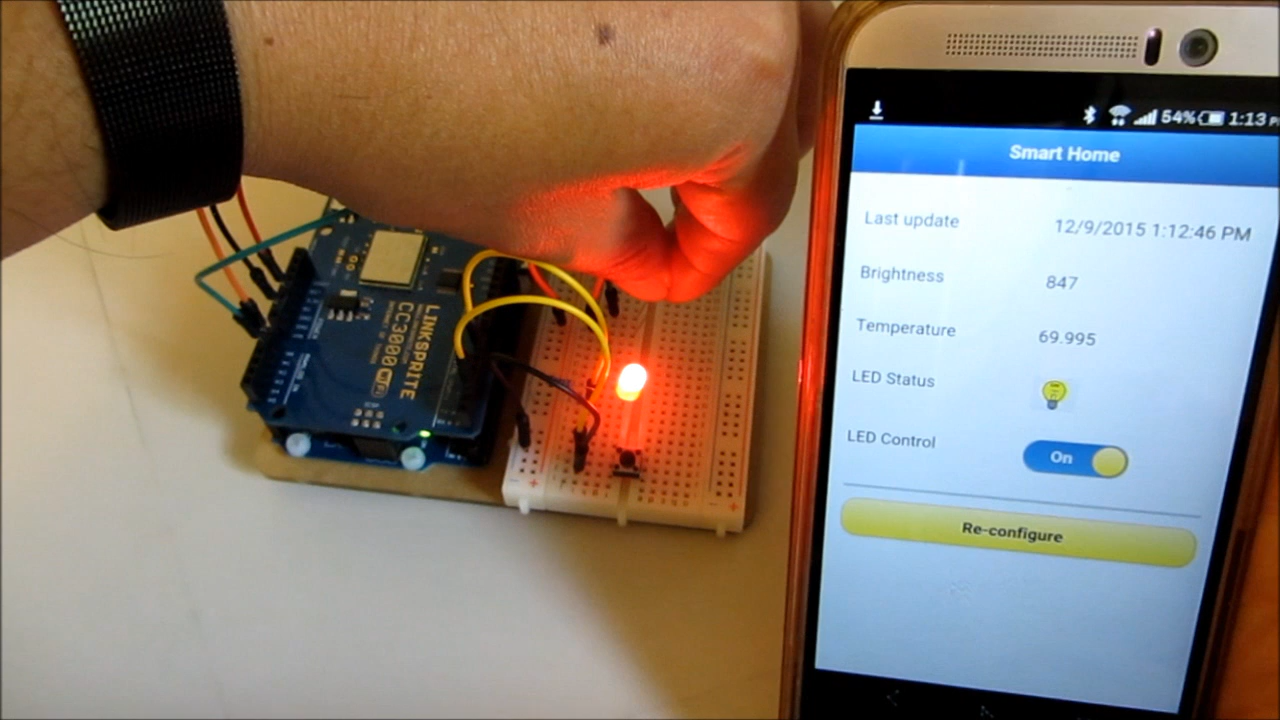 54% 1:13 P
Smart Home
Last update 12/9/2015 1:12:46 PM
Brightness 847
Temperature 69.995
LED Status
LED Control On
Re-configure
LINKSPRITE
CC3000 WiFi